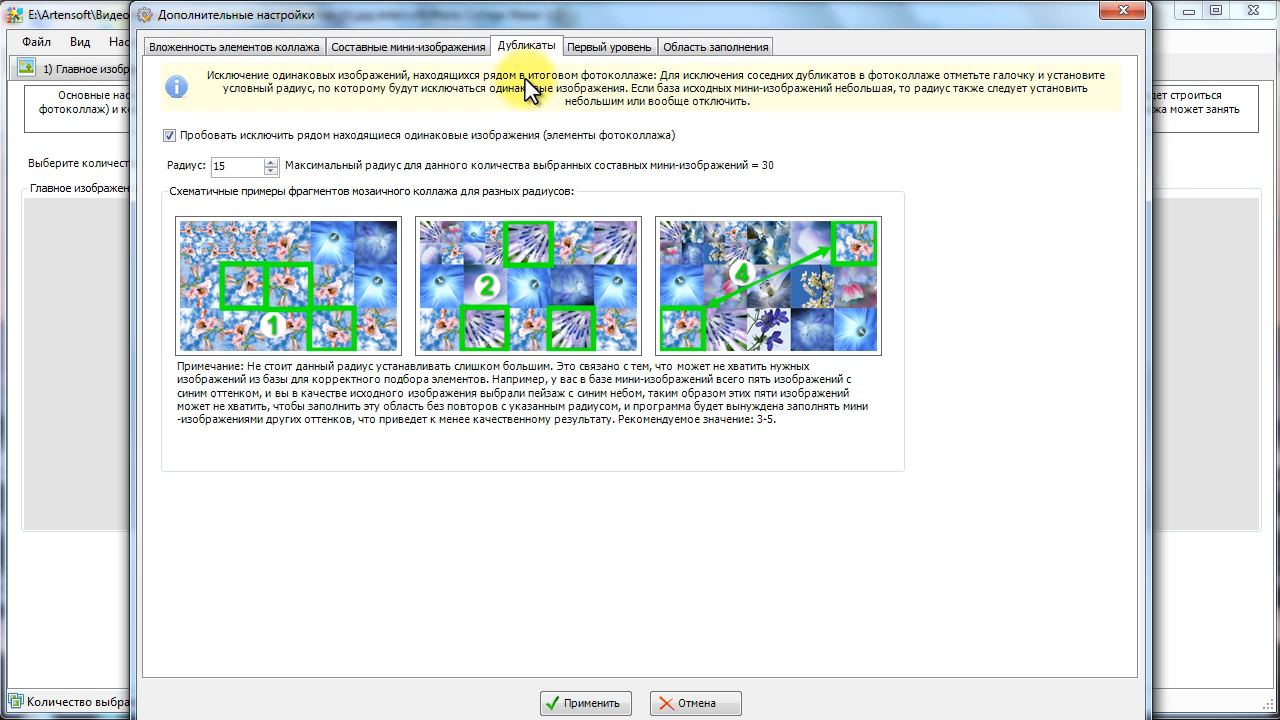 E:\Artensoft\Видео
Дополнительные настройки
Файл Вид Нас
Вложенность элементов коллажа Составные мини-изображения Дубликаты Первый уровень Область заполнения
1) Главное изобр
Исключение одинаковых изображений, находящихся рядом в итоговом фотоколлаже: Для исключения соседних дубликатов в фотоколлаже отметьте галочку и установите
условный радиус, по которому будут исключаться одинаковые изображения. Если база исходных мини-изображений небольшая, то радиус также следует установить
небольшим или вообще отключить.
Основные нас
дет строиться
фотоколлаж) и к
жа может занять
Пробовать исключить рядом находящиеся одинаковые изображения (элементы фотоколлажа)
Выберите количест
Радиус: 15 Максимальный радиус для данного количества выбранных составных мини-изображений = 30
Главное изображен
Схематичные примеры фрагментов мозаичного коллажа для разных радиусов:
1 2 4
Примечание: Не стоит данный радиус устанавливать слишком большим. Это связано с тем, что может не хватить нужных
изображений из базы для корректного подбора элементов. Например, у вас в базе мини-изображений всего пять изображений с
синим оттенком, и вы в качестве исходного изображения выбрали пейзаж с синим небом, таким образом этих пяти изображений
может не хватить, чтобы заполнить эту область без повторов с указанным радиусом, и программа будет вынуждена заполнять мини
-изображениями других оттенков, что приведет к менее качественному результату. Рекомендуемое значение: 3-5.
Применить Отмена
Количество выбра